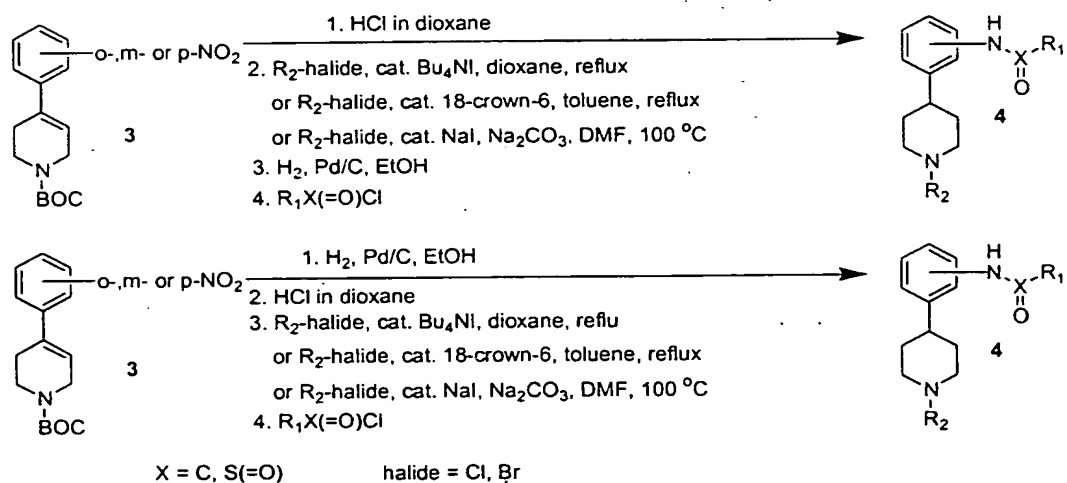 1. HCl in dioxane
o-,m- or p-NO2
2. R2-halide, cat. Bu4NI, dioxane, reflux
or R2-halide, cat. 18-crown-6, toluene, reflux
or R2-halide, cat. NaI, Na2CO3, DMF, 100 °C
3. H2, Pd/C, EtOH
4. R1X(=O)Cl
3
N
BOC
H
N
R1
X
O
4
N
R2
1. H2, Pd/C, EtOH
o-,m- or p-NO2
2. HCl in dioxane
3. R2-halide, cat. Bu4NI, dioxane, reflu
or R2-halide, cat. 18-crown-6, toluene, reflux
or R2-halide, cat. NaI, Na2CO3, DMF, 100 °C
4. R1X(=O)Cl
3
N
BOC
H
N
R1
X
O
4
N
R2
X = C, S(=O) halide = Cl, Br